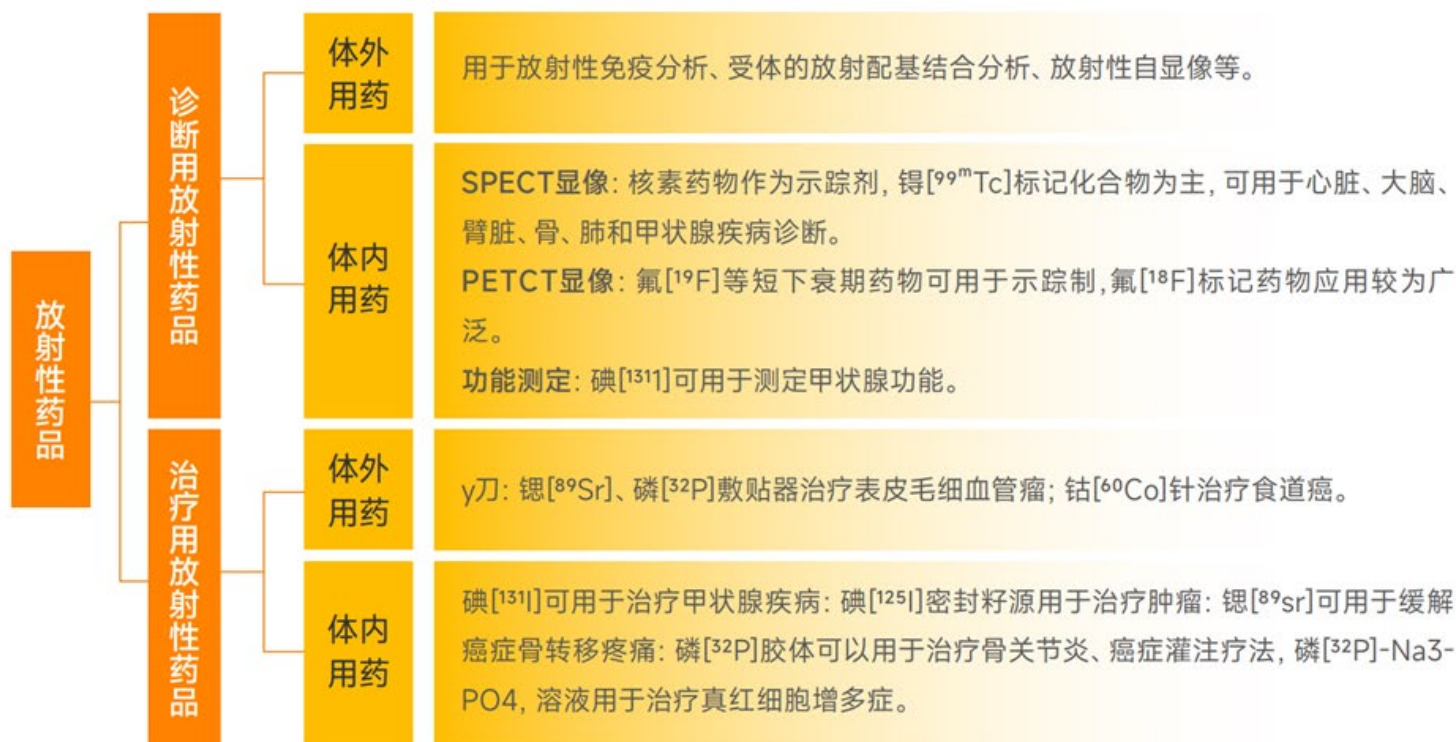 放射性药品
诊断用放射性药品
体外
用药
用于放射性免疫分析、受体的放射配基结合分析、放射性自显像等。
体内
用药
SPECT显像: 核素药物作为示踪剂, 锝[⁹⁹ᵐTc]标记化合物为主, 可用于心脏、大脑、
臂脏、骨、肺和甲状腺疾病诊断。
PETCT显像: 氟[¹⁹F]等短下衰期药物可用于示踪制,氟[¹⁸F]标记药物应用较为广
泛。
功能测定: 碘[¹³¹1]可用于测定甲状腺功能。
治疗用放射性药品
体外
用药
y刀: 锶[⁸⁹Sr]、磷[³²P]敷贴器治疗表皮毛细血管瘤; 钴[⁶⁰Co]针治疗食道癌。
体内
用药
碘[¹³¹I]可用于治疗甲状腺疾病: 碘[¹²⁵I]密封籽源用于治疗肿瘤: 锶[⁸⁹sr]可用于缓解
癌症骨转移疼痛: 磷[³²P]胶体可以用于治疗骨关节炎、癌症灌注疗法, 磷[³²P]-Na3-
PO4, 溶液用于治疗真红细胞增多症。